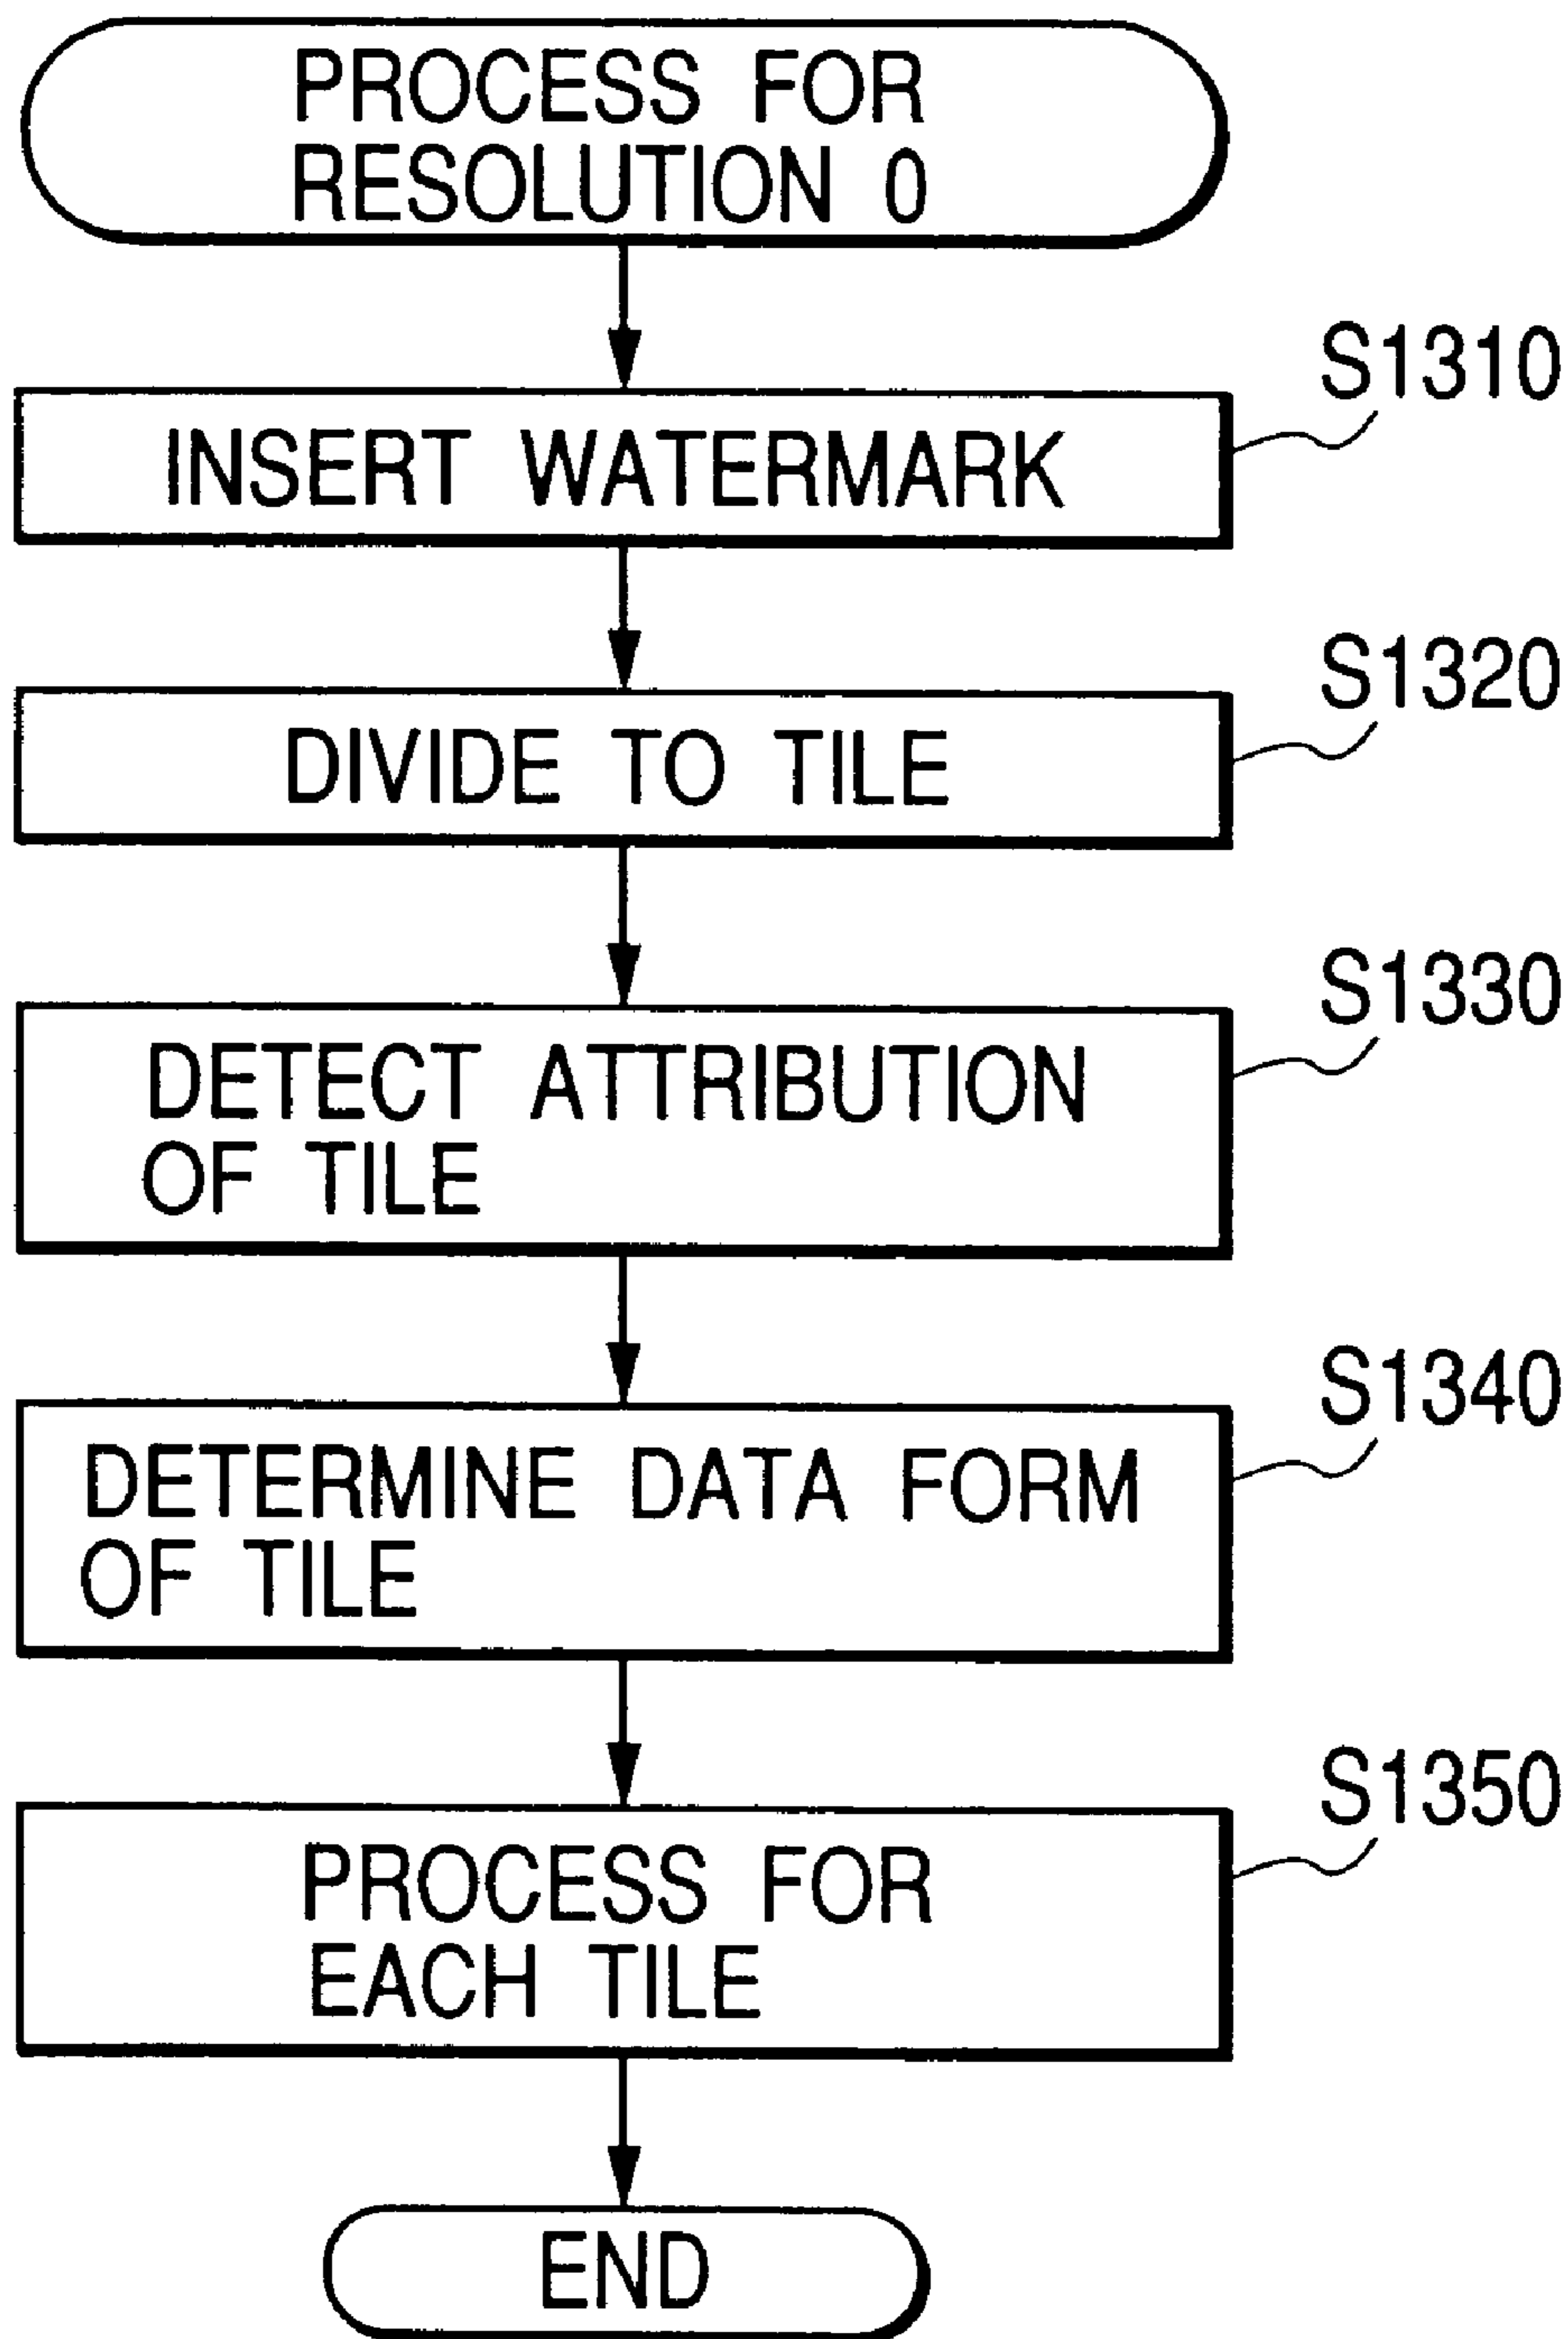 PROCESS FOR
RESOLUTION 0
S1310
INSERT WATERMARK
S1320
DIVIDE TO TILE
S1330
DETECT ATTRIBUTION
OF TILE
S1340
DETERMINE DATA FORM
OF TILE
S1350
PROCESS FOR
EACH TILE
END